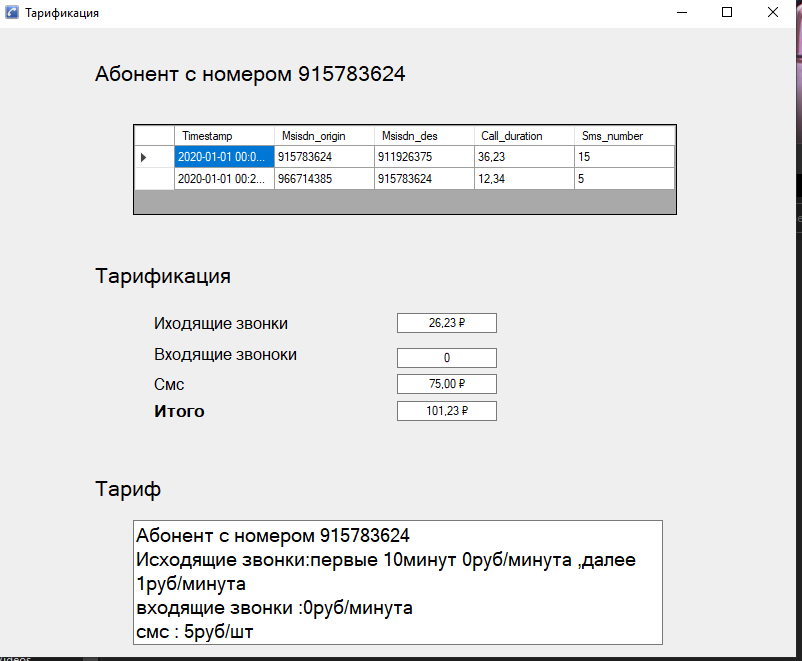 Тарификация
Абонент с номером 915783624
Timestamp Msisdn_origin Msisdn_des Call_duration Sms_number
2020-01-01 00:0... 915783624 911926375 36,23 15
2020-01-01 00:2... 966714385 915783624 12,34 5
Тарификация
Иходящие звонки 26,23 ₽
Входящие звоноки 0
Смс 75,00 ₽
Итого 101,23 ₽
Тариф
Абонент с номером 915783624
Исходящие звонки:первые 10минут 0руб/минута ,далее
1руб/минута
входящие звонки :0руб/минута
смс : 5руб/шт